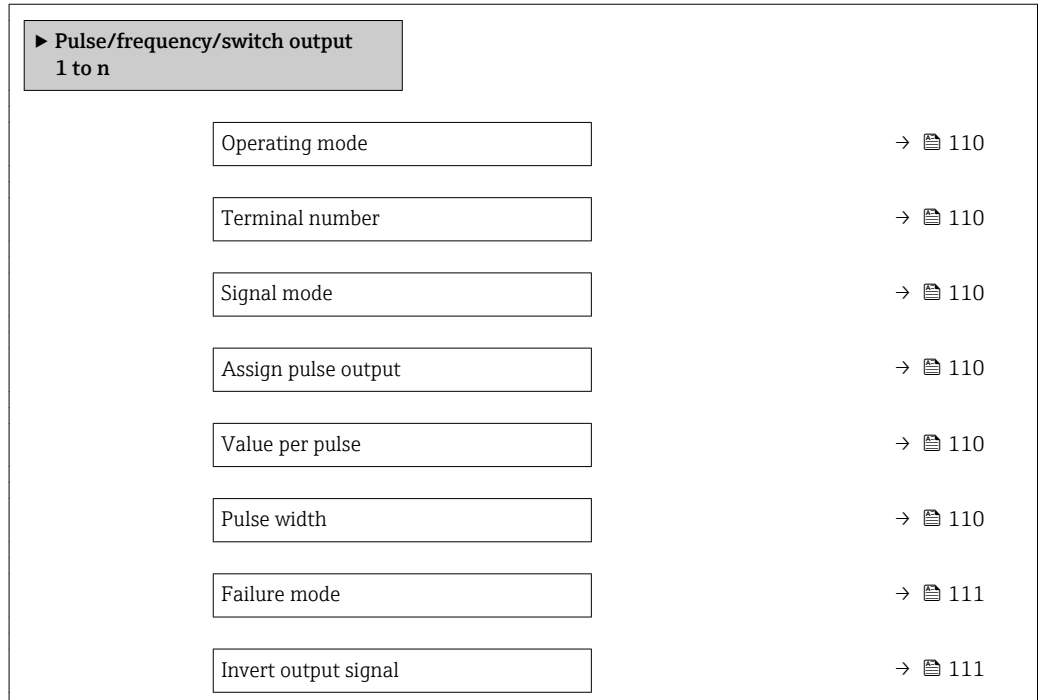 ▶ Pulse/frequency/switch output
1 to n
Operating mode → 110
Terminal number → 110
Signal mode → 110
Assign pulse output → 110
Value per pulse → 110
Pulse width → 110
Failure mode → 111
Invert output signal → 111